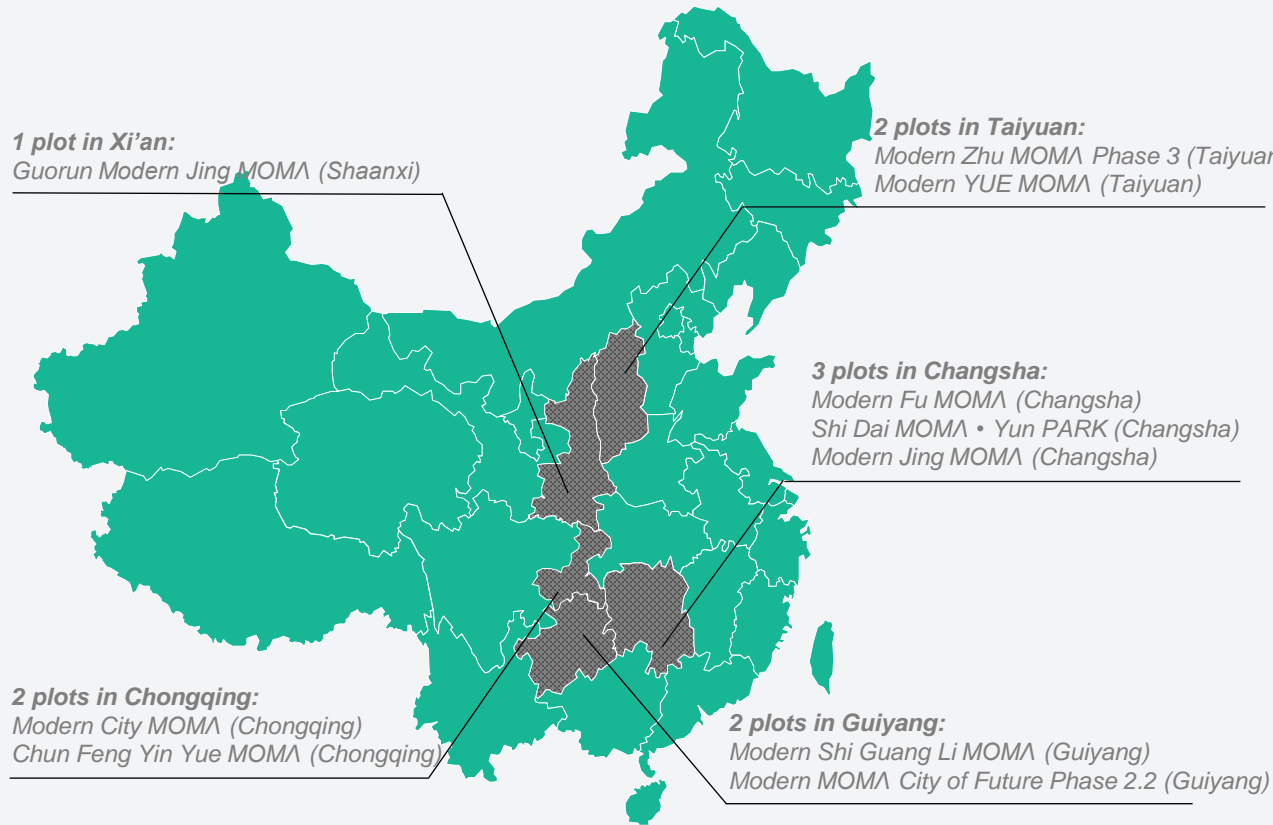 1 plot in Xi’an:
Guorun Modern Jing MOMΛ (Shaanxi)
2 plots in Taiyuan:
Modern Zhu MOMΛ Phase 3 (Taiyuan
Modern YUE MOMΛ (Taiyuan)
3 plots in Changsha:
Modern Fu MOMΛ (Changsha)
Shi Dai MOMΛ • Yun PARK (Changsha)
Modern Jing MOMΛ (Changsha)
2 plots in Chongqing:
Modern City MOMΛ (Chongqing)
Chun Feng Yin Yue MOMΛ (Chongqing)
2 plots in Guiyang:
Modern Shi Guang Li MOMΛ (Guiyang)
Modern MOMΛ City of Future Phase 2.2 (Guiyang)